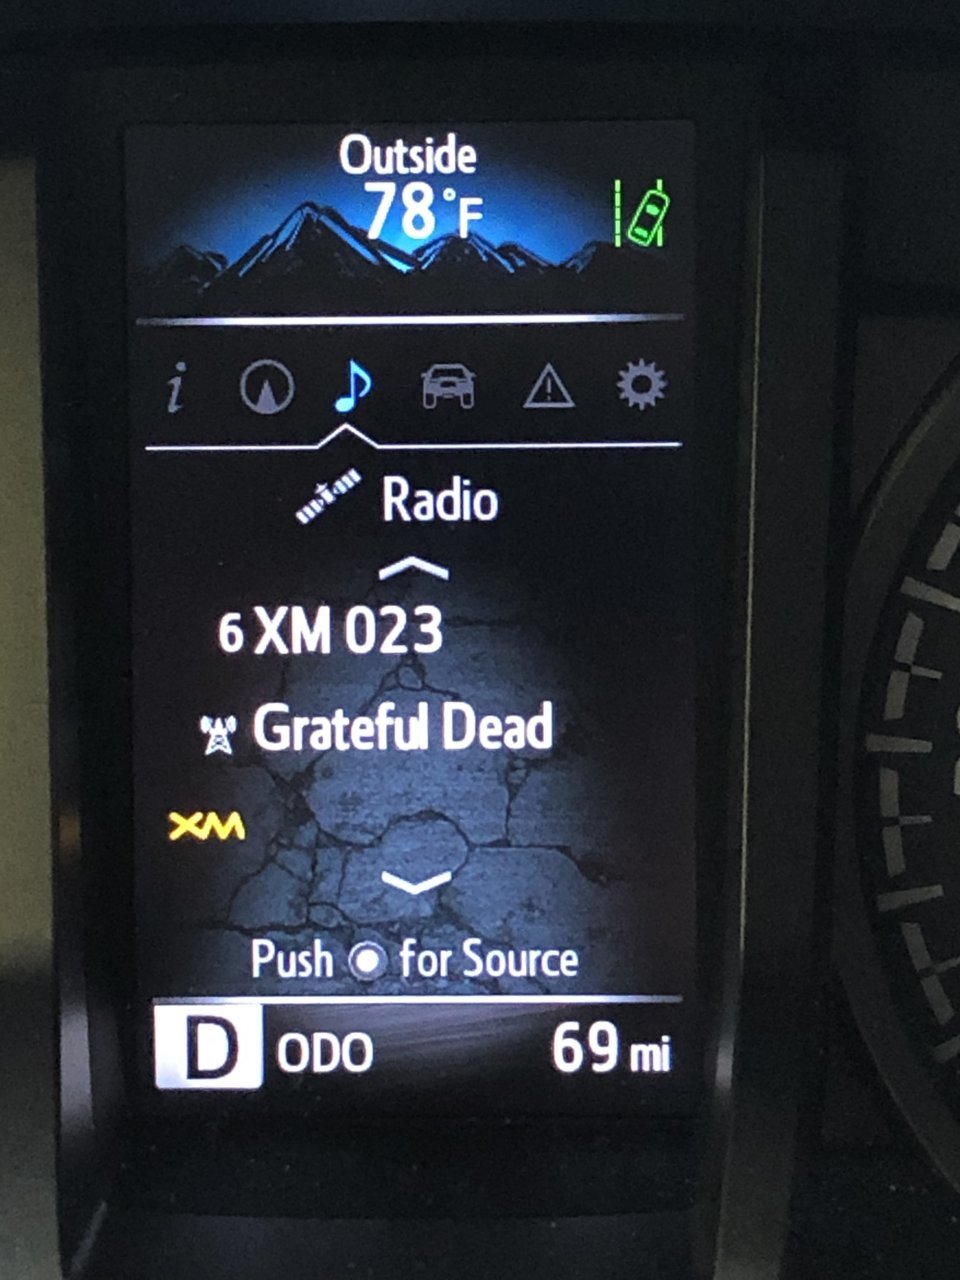 Outside
78°F
i
Radio
6 XM 023
Grateful Dead
XM
Push for Source
D ODO 69 mi